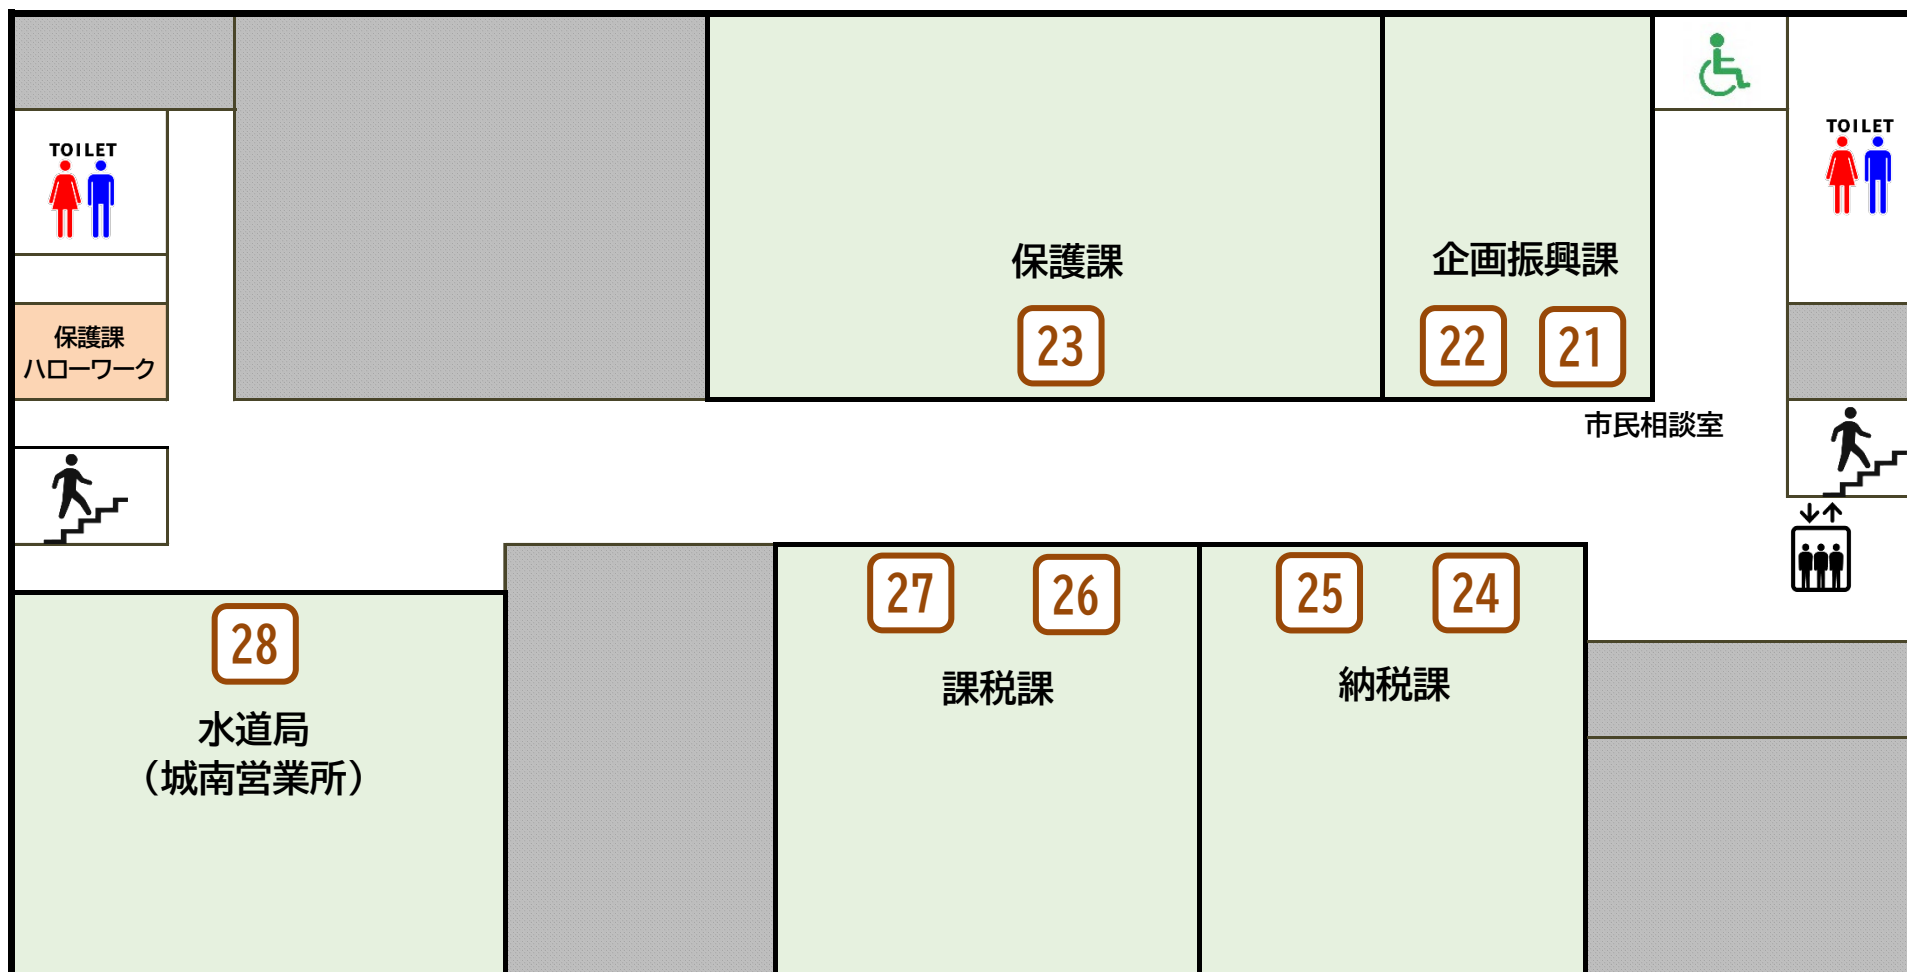 TOILET
TOILET
保護課
企画振興課
23
22
21
保護課
ハローワーク
市民相談室
27
26
25
24
28
課税課
納税課
水道局
（城南営業所）